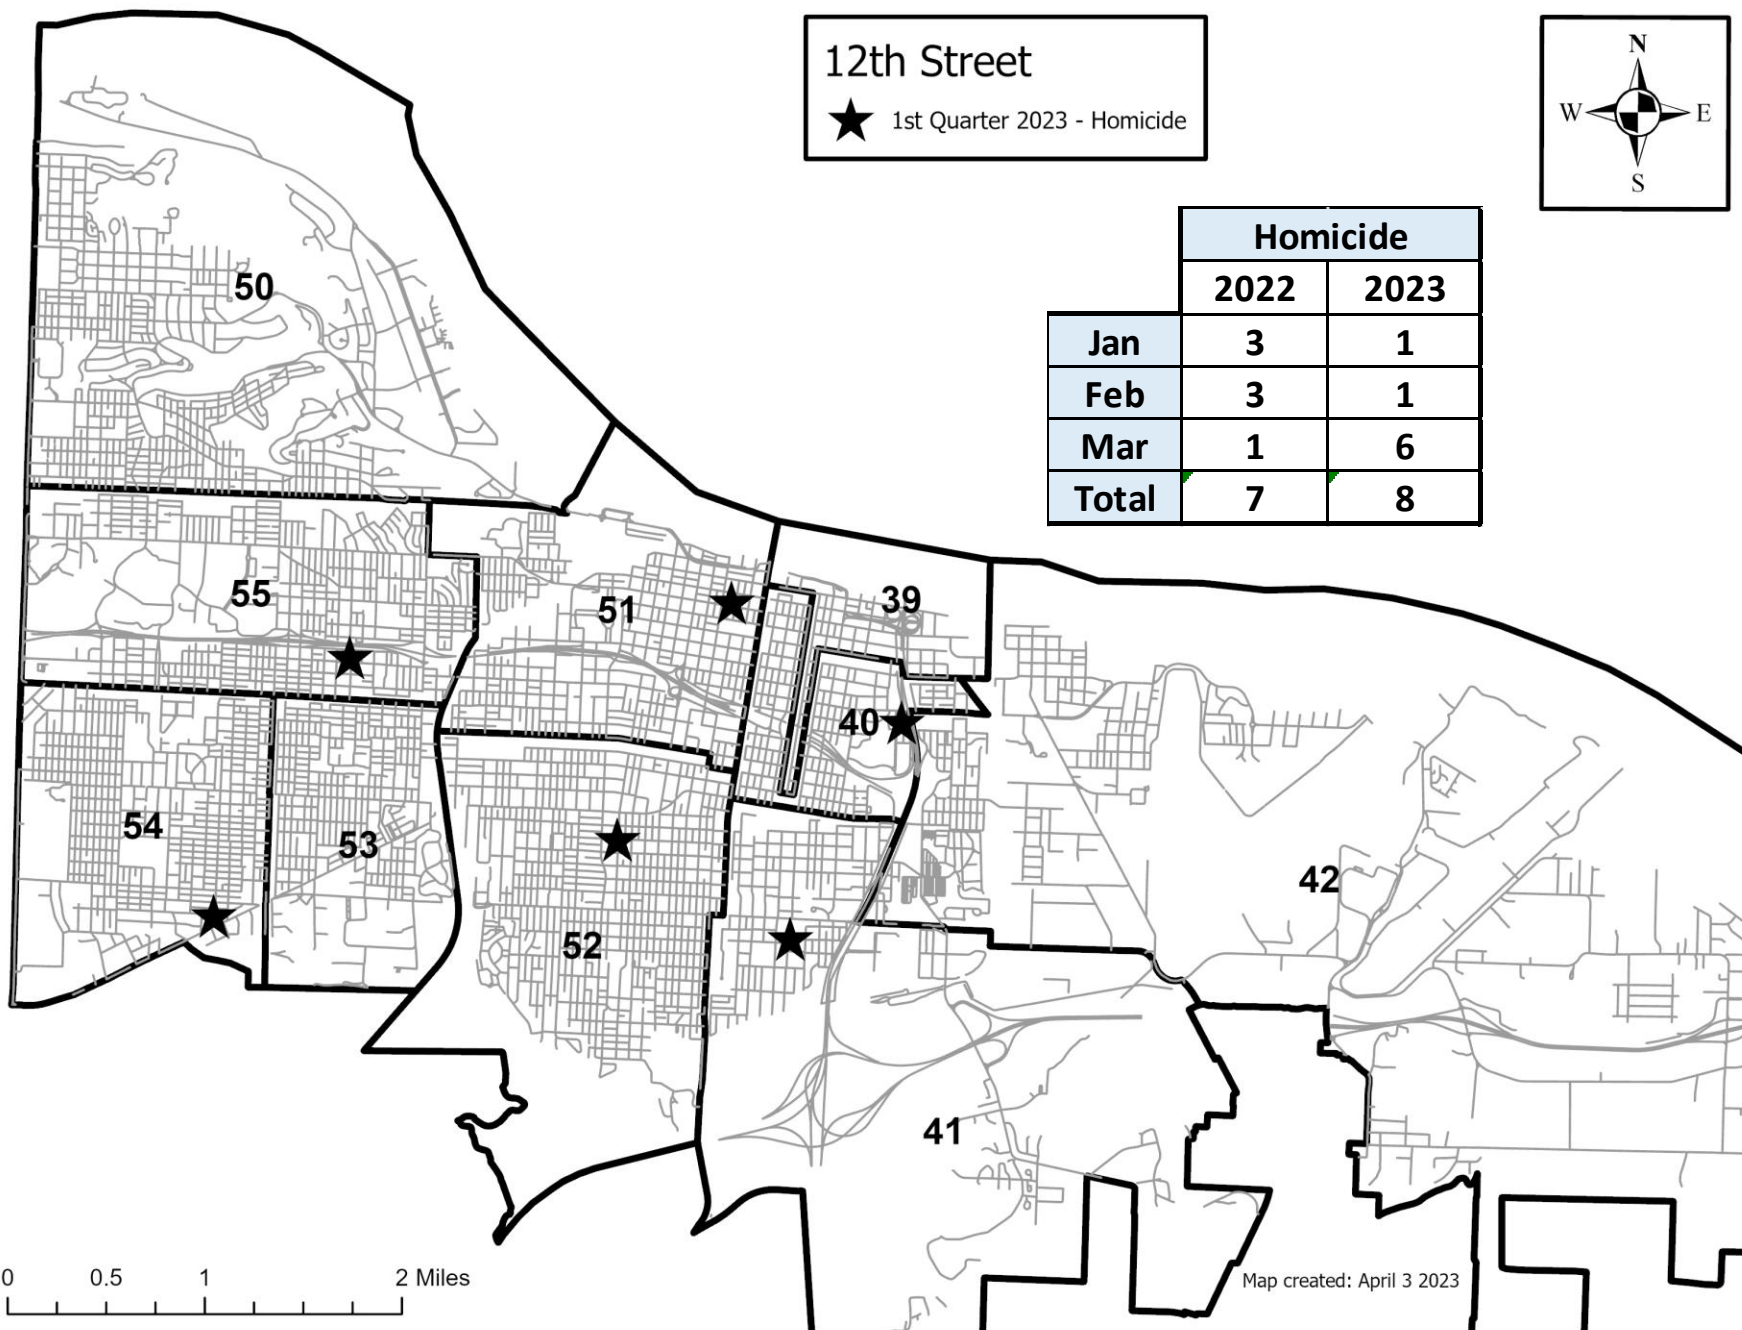 12th Street
1st Quarter 2023 - Homicide
N
W E
S
Homicide
2022 2023
Jan 3 1
Feb 3 1
Mar 1 6
Total 7 8
50
55
51
39
40
54
53
52
42
41
0 0.5 1 2 Miles
Map created: April 3 2023